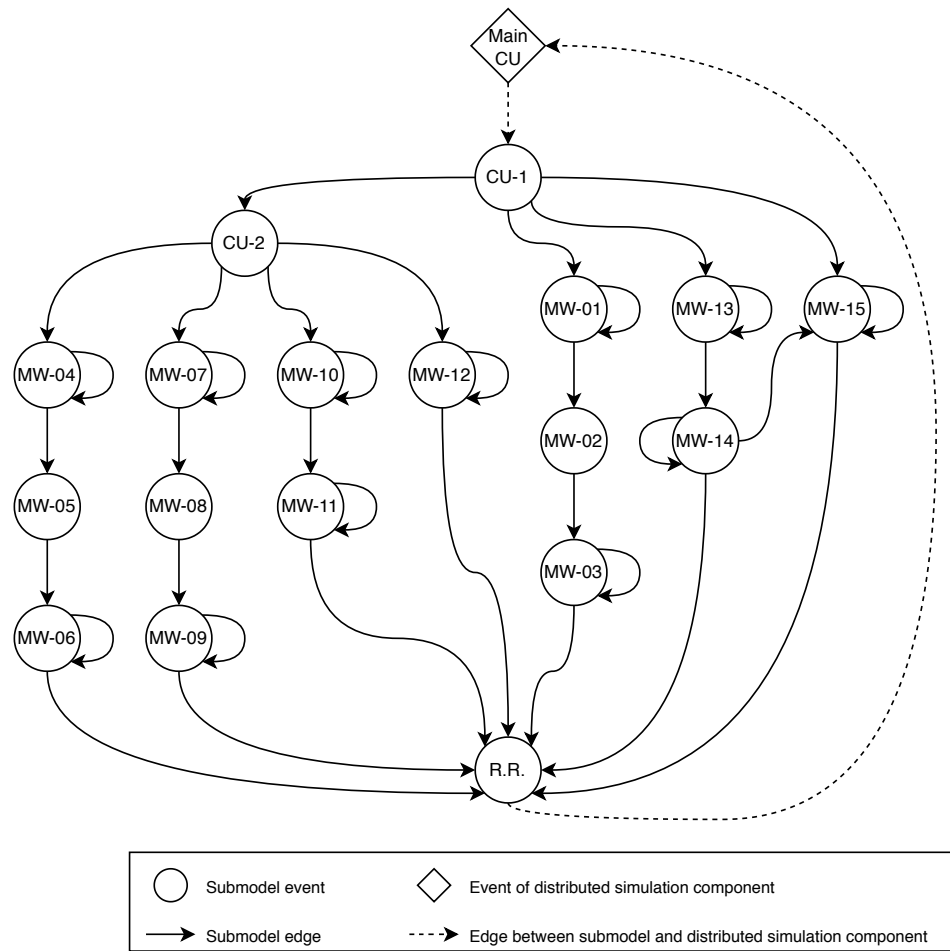 Main
CU
CU-1
CU-2
MW-01
MW-13
MW-15
MW-04
MW-07
MW-10
MW-12
MW-02
MW-14
MW-05
MW-08
MW-11
MW-03
MW-06
MW-09
R.R.
Submodel event
Event of distributed simulation component
Submodel edge
Edge between submodel and distributed simulation component